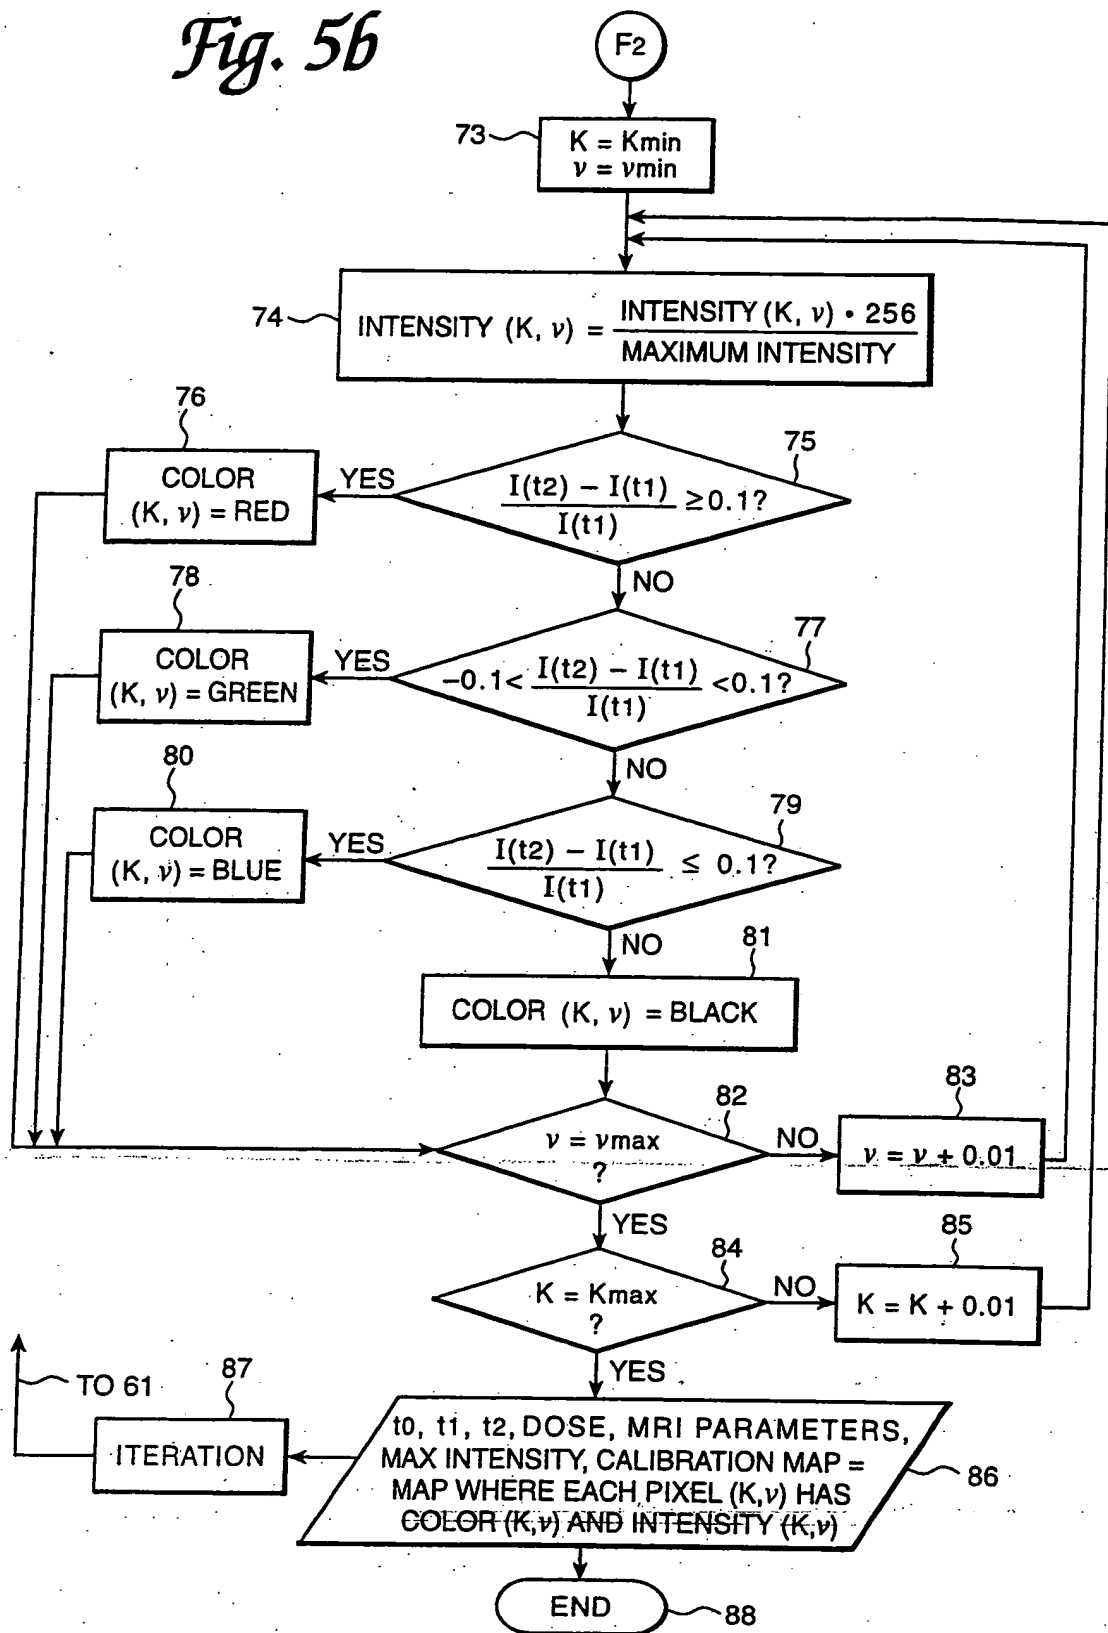 Fig. 5b
F2
73
K = Kmin
ν = νmin
74
INTENSITY (K, ν) = INTENSITY (K, ν) • 256
MAXIMUM INTENSITY
76
COLOR
(K, ν) = RED
YES
75
I(t2) – I(t1)
I(t1)
≥0.1?
NO
78
COLOR
(K, ν) = GREEN
YES
77
–0.1< I(t2) – I(t1) <0.1?
I(t1)
NO
80
COLOR
(K, ν) = BLUE
YES
79
I(t2) – I(t1)
I(t1)
≤ 0.1?
NO
81
COLOR (K, ν) = BLACK
82
ν = νmax
?
NO
83
ν = ν + 0.01
YES
84
K = Kmax
?
NO
85
K = K + 0.01
YES
TO 61
87
ITERATION
t0, t1, t2, DOSE, MRI PARAMETERS,
MAX INTENSITY, CALIBRATION MAP =
MAP WHERE EACH PIXEL (K,ν) HAS
COLOR (K,ν) AND INTENSITY (K,ν)
86
END
88